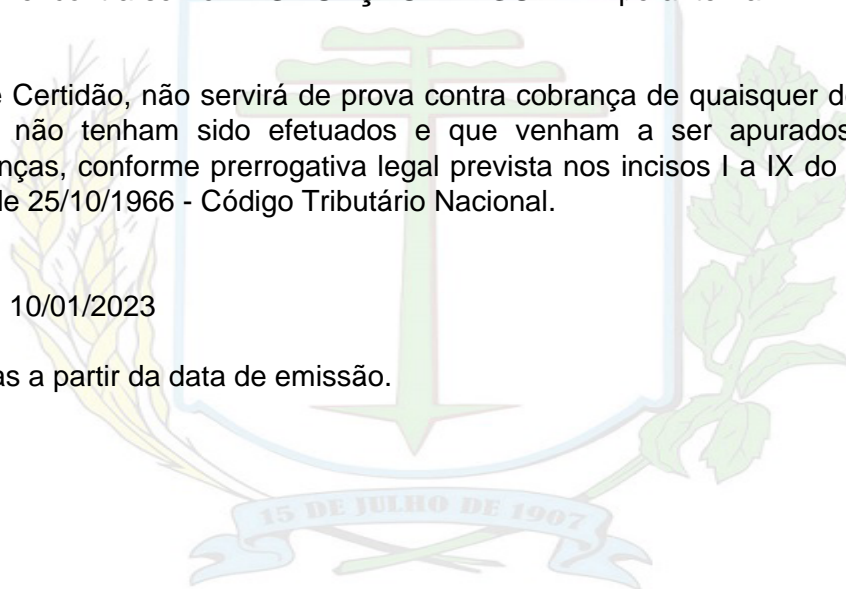 e Certidão, não servirá de prova contra cobrança de quaisquer d
não tenham sido efetuados e que venham a ser apurados
nças, conforme prerrogativa legal prevista nos incisos I a IX do
de 25/10/1966 - Código Tributário Nacional.
10/01/2023
as a partir da data de emissão.
15 DE JULHO DE 1907